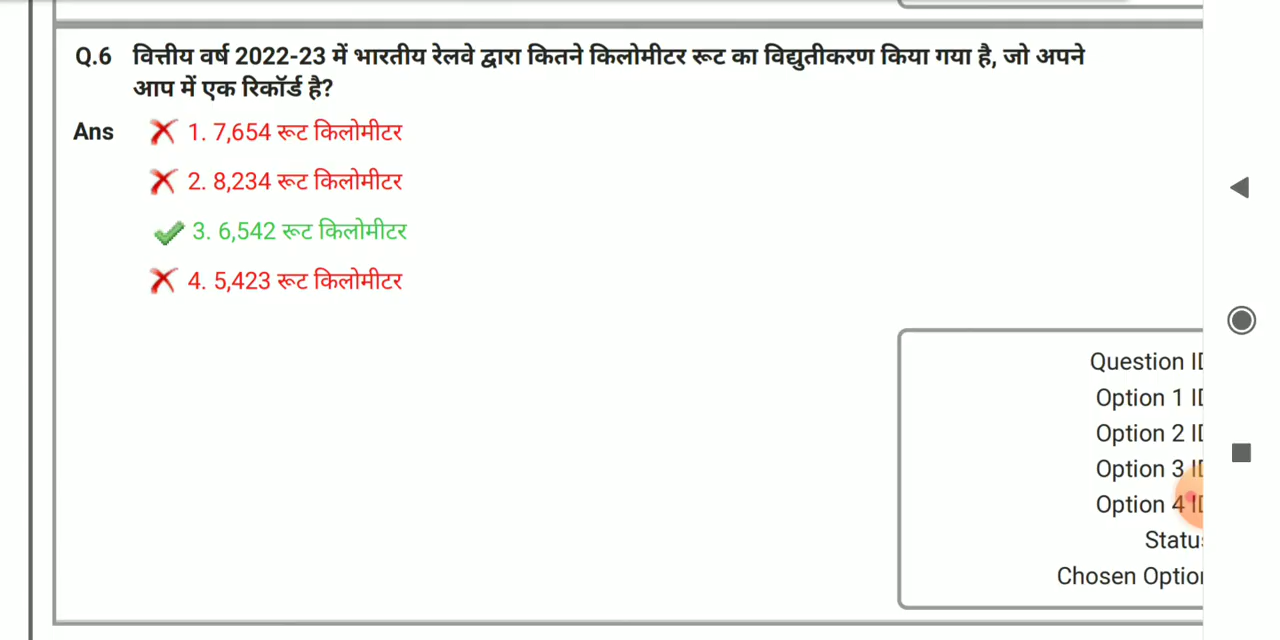 Q.6 वित्तीय वर्ष 2022-23 में भारतीय रेलवे द्वारा कितने किलोमीटर रूट का विद्युतीकरण किया गया है, जो अपने
आप में एक रिकॉर्ड है?
Ans 1. 7,654 रूट किलोमीटर
2. 8,234 रूट किलोमीटर
3. 6,542 रूट किलोमीटर
4. 5,423 रूट किलोमीटर
Question
Option 1
Option 2
Option 3
Option 4
Chosen